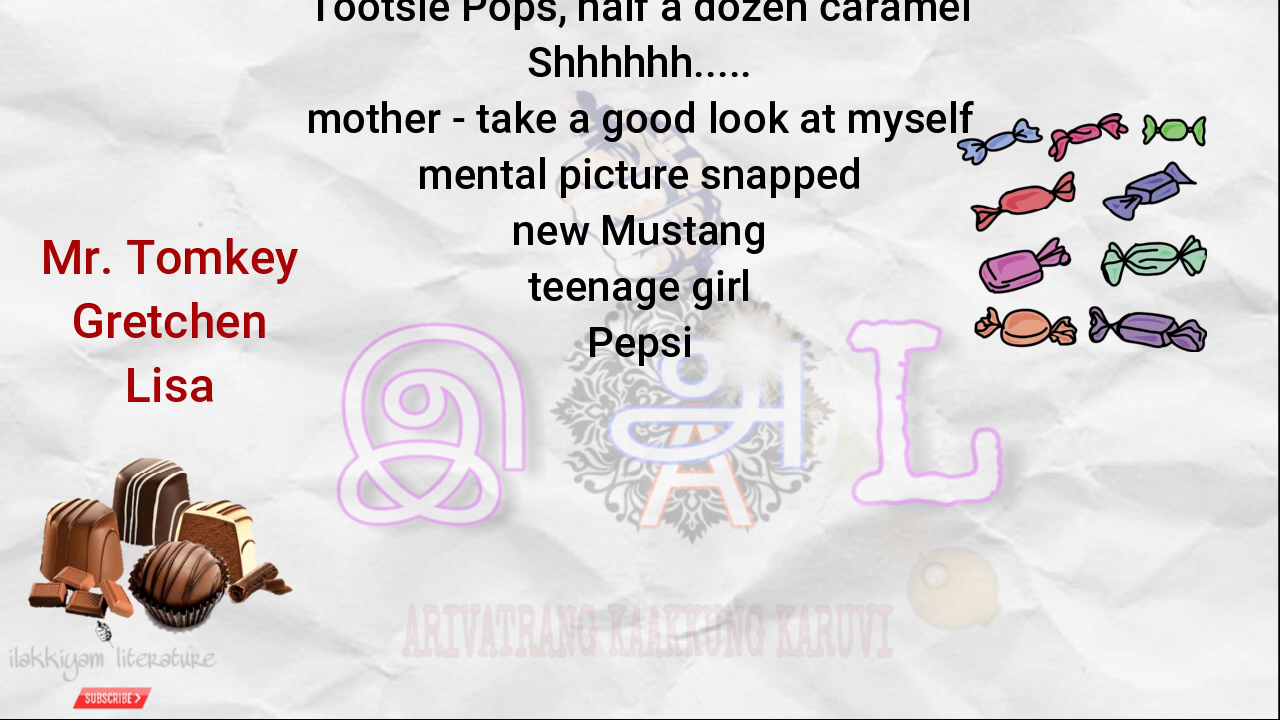 Tootsie Pops, half a dozen caramel
Shhhhhh.....
mother - take a good look at myself
mental picture snapped
new Mustang
teenage girl
Pepsi
Mr. Tomkey
Gretchen
Lisa
இ அ L
A
ARIVATRANG KAAKKUNG KARUVI
ilakkiyam literature
SUBSCRIBE >